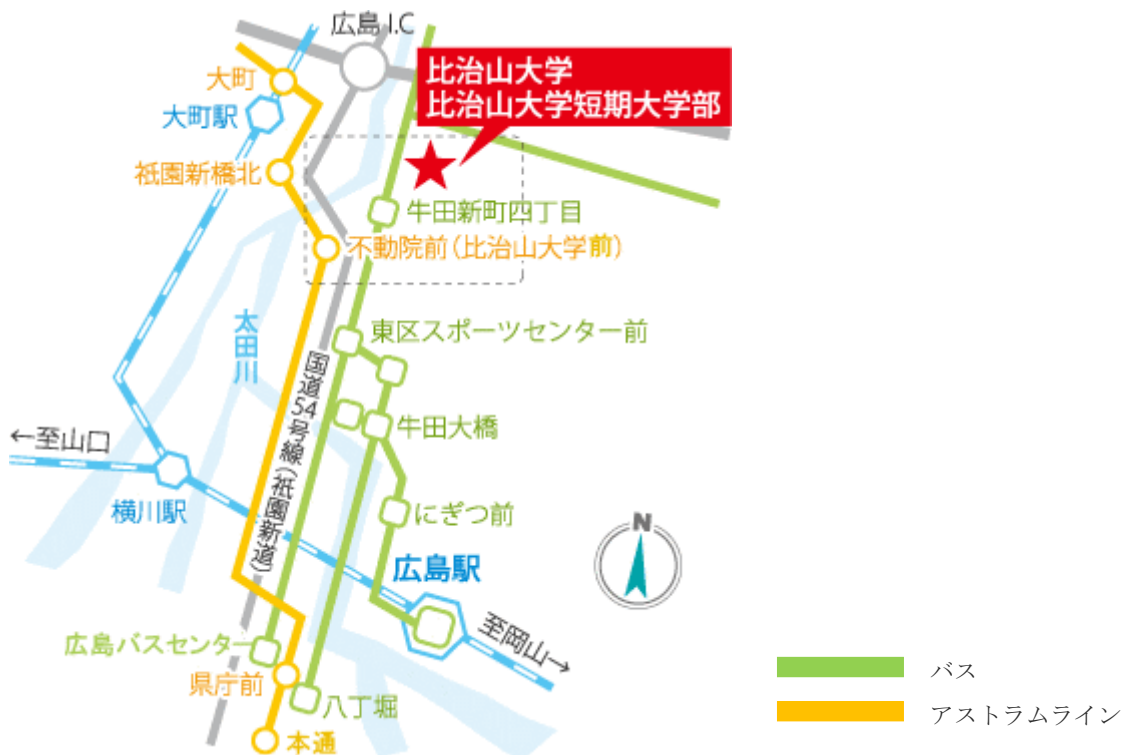 広島I.C
比治山大学
比治山大学短期大学部
大町
大町駅
祇園新橋北
牛田新町四丁目
不動院前(比治山大学前)
太田川
東区スポーツセンター前
国道54号線(祇園新道)
牛田大橋
←至山口
横川駅
にぎつ前
N
広島駅
至岡山→
広島バスセンター
県庁前
八丁堀
本通
バス
アストラムライン